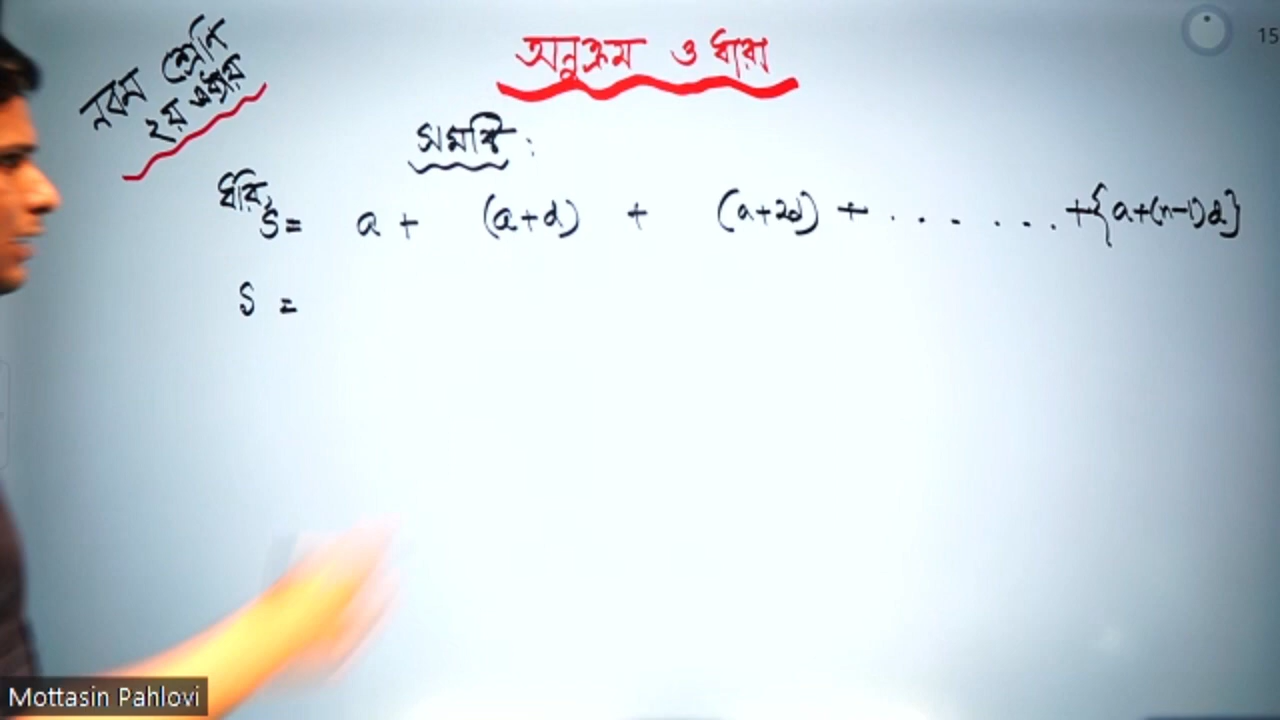 অনুক্রম ও ধারা
15
নবম শ্রেণি
২য় অধ্যায়
সমষ্টি :
ধরি,
S = a + (a+d) + (a+2d) + . . . . . . . +{a+(n-1)d}
S =
Mottasin Pahlovi